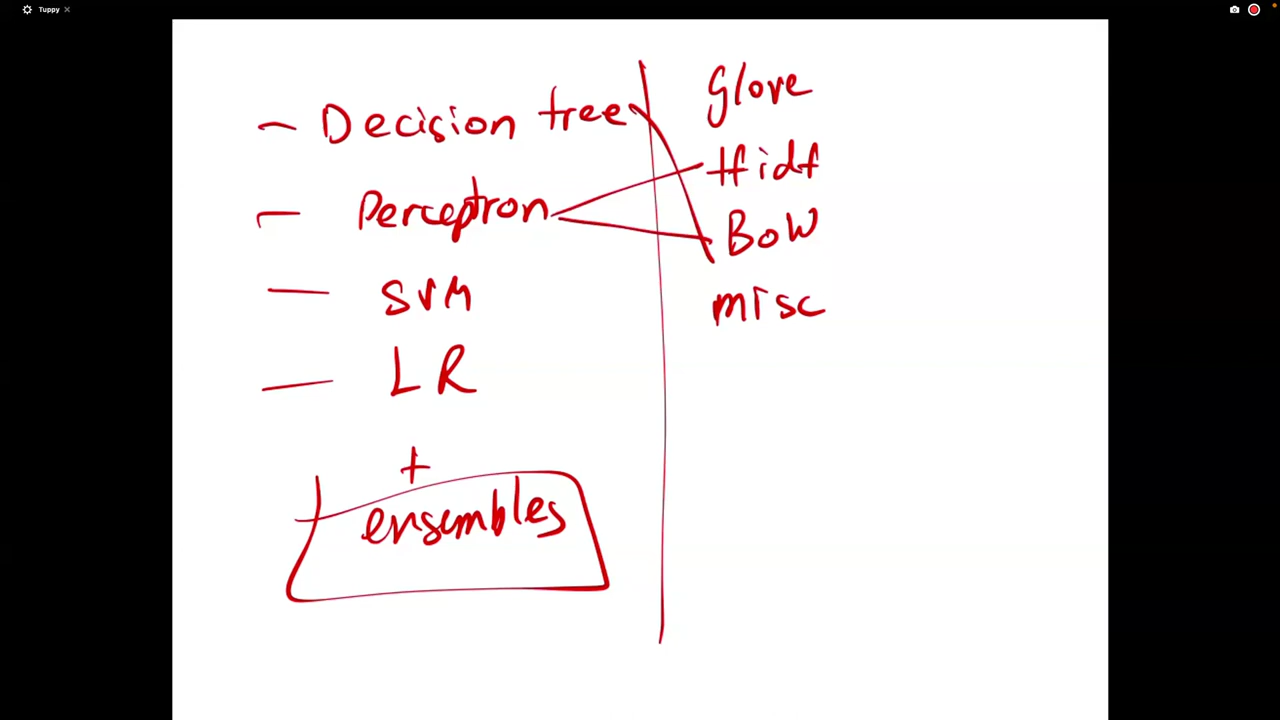 Tuppy
- Decision tree
- Perceptron
- SVM
- LR
+
ensembles
Glove
tfidf
BoW
misc